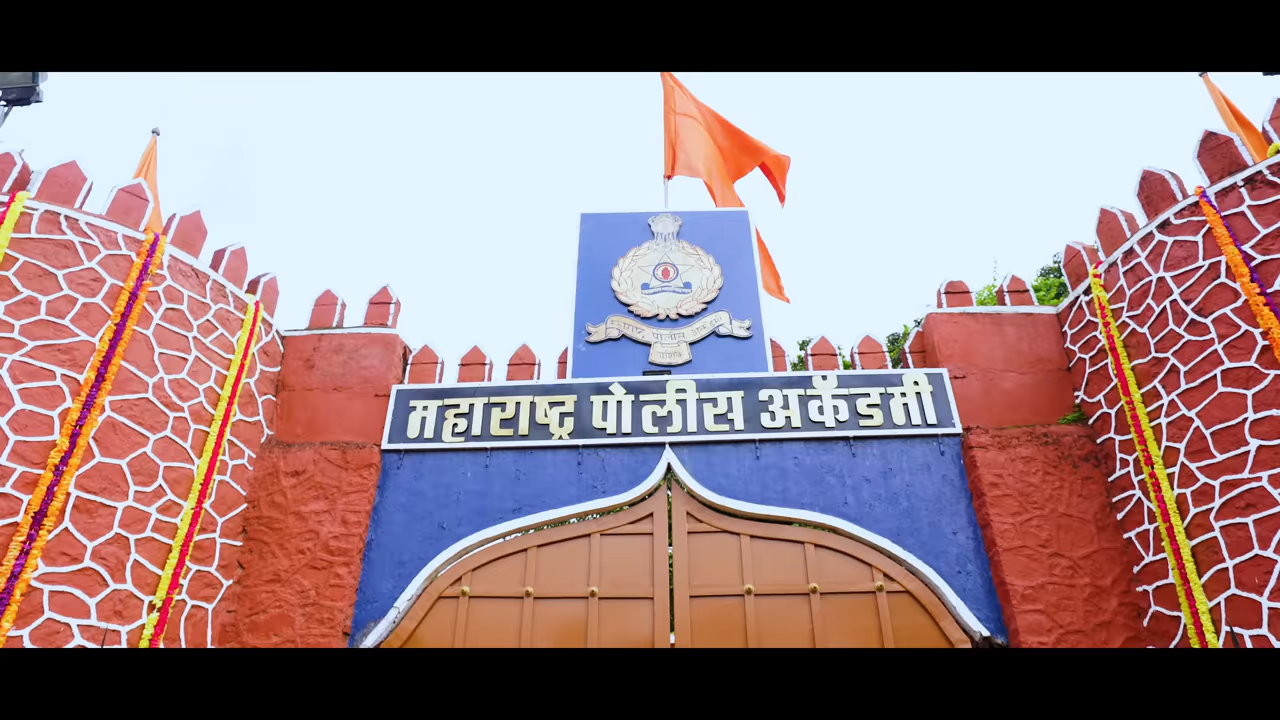 महाराष्ट्र पोलीस अकॅडमी